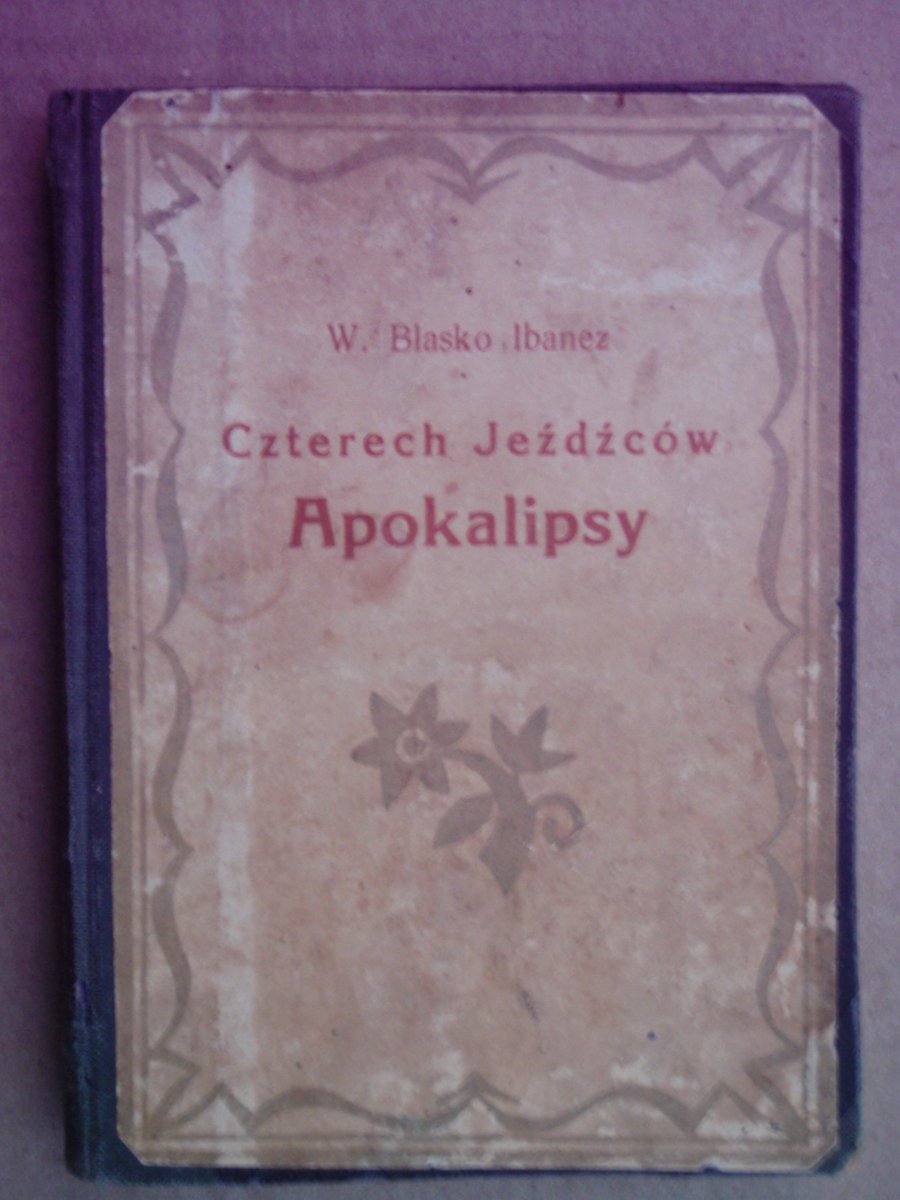 W. Blasko Ibanez
Czterech Jeźdźców
Apokalipsy